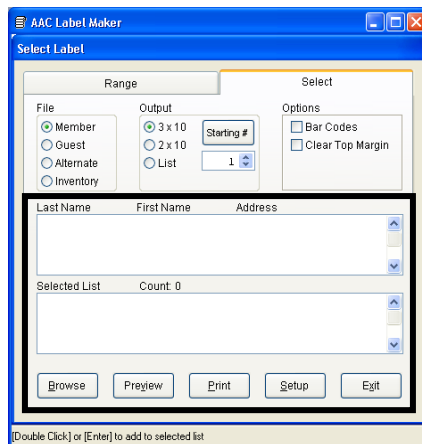 AAC Label Maker
Select Label
Range Select
File Output Options
Member 3 x 10 Starting # Bar Codes
Guest 2 x 10 Clear Top Margin
Alternate List 1
Inventory
Last Name First Name Address
Selected List Count: 0
Browse Preview Print Setup Exit
[Double Click] or [Enter] to add to selected list